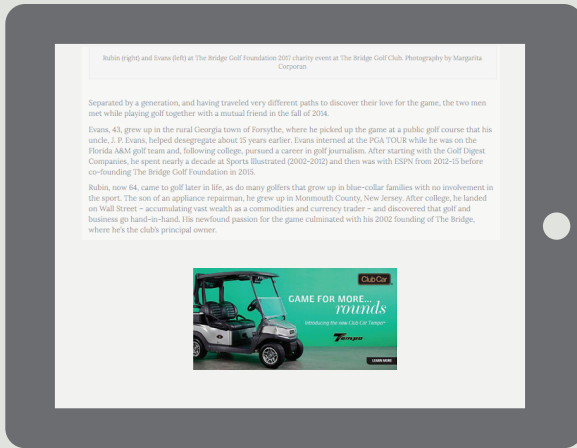 Rubin (right) and Evans (left) at The Bridge Golf Foundation 2017 charity event at The Bridge Golf Club. Photography by Margarita
Corporan
Separated by a generation, and having traveled very different paths to discover their love for the game, the two men
met while playing golf together with a mutual friend in the fall of 2014.
Evans, 43, grew up in the rural Georgia town of Forsythe, where he picked up the game at a public golf course that his
uncle, J. P. Evans, helped desegregate about 15 years earlier. Evans interned at the PGA TOUR while he was on the
Florida A&M golf team and, following college, pursued a career in golf journalism. After starting with the Golf Digest
Companies, he spent nearly a decade at Sports Illustrated (2002-2012) and then was with ESPN from 2012-15 before
co-founding The Bridge Golf Foundation in 2015.
Rubin, now 64, came to golf later in life, as do many golfers that grow up in blue-collar families with no involvement in
the sport. The son of an appliance repairman, he grew up in Monmouth County, New Jersey. After college, he landed
on Wall Street – accumulating vast wealth as a commodities and currency trader – and discovered that golf and
business go hand-in-hand. His newfound passion for the game culminated with his 2002 founding of The Bridge,
where he's the club's principal owner.
Club Car
GAME FOR MORE...
rounds
Introducing the new Club Car Tempo™
Tempo
LEARN MORE